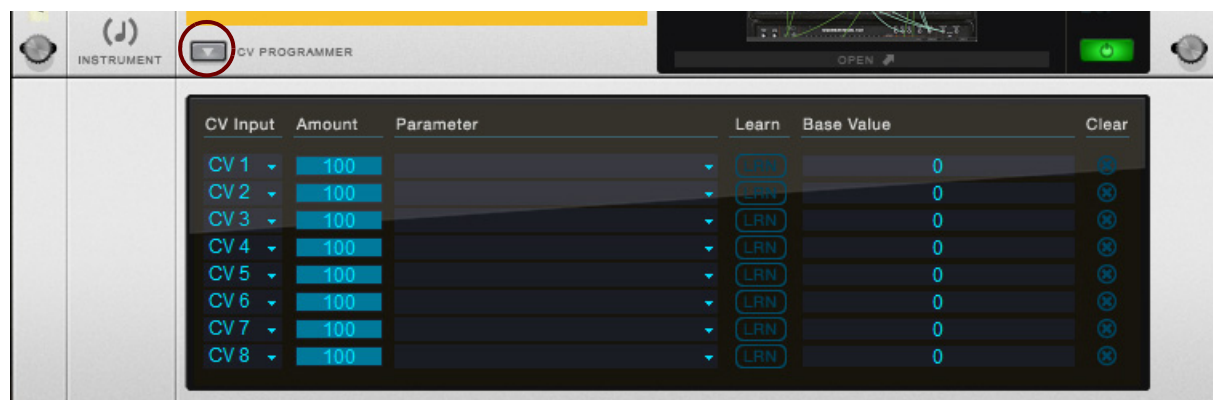 INSTRUMENT
CV PROGRAMMER
OPEN
CV Input Amount Parameter Learn Base Value Clear
CV 1 100 LRN 0
CV 2 100 LRN 0
CV 3 100 LRN 0
CV 4 100 LRN 0
CV 5 100 LRN 0
CV 6 100 LRN 0
CV 7 100 LRN 0
CV 8 100 LRN 0